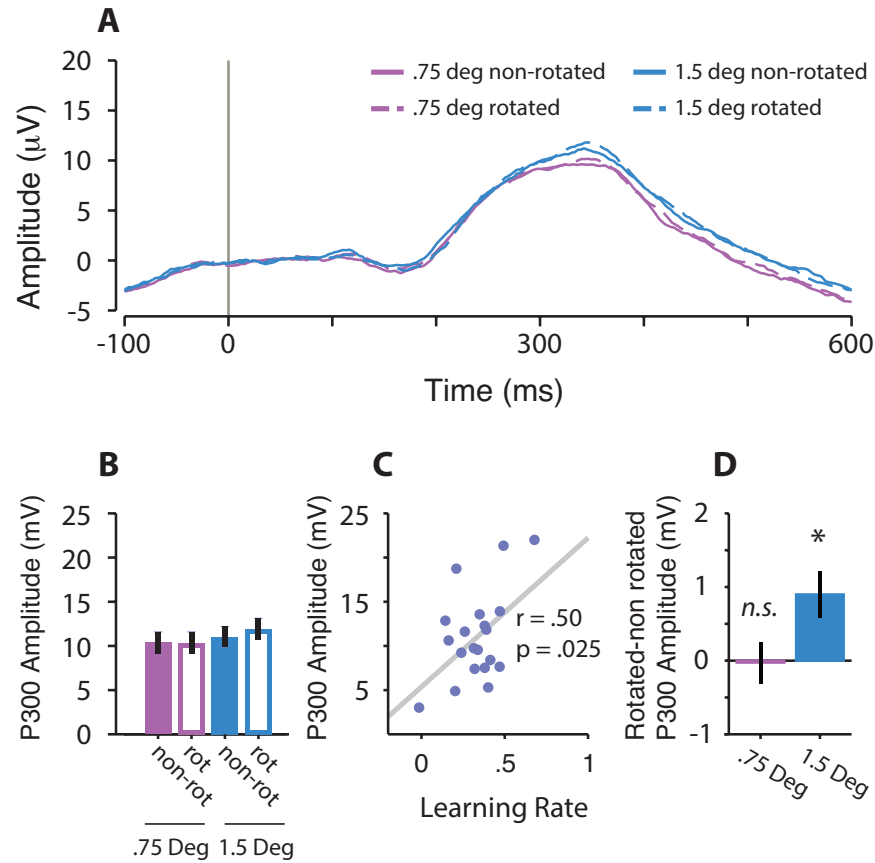 A
Amplitude (μV)
20
15
10
5
0
-5
.75 deg non-rotated
1.5 deg non-rotated
.75 deg rotated
1.5 deg rotated
-100
0
300
600
Time (ms)
B
P300 Amplitude (mV)
25
20
15
10
5
0
non-rot
rot
non-rot
rot
.75 Deg
1.5 Deg
C
P300 Amplitude (mV)
25
15
5
r = .50
p = .025
0
.5
1
Learning Rate
D
Rotated-non rotated
P300 Amplitude (mV)
2
1
0
-1
n.s.
*
.75 Deg
1.5 Deg